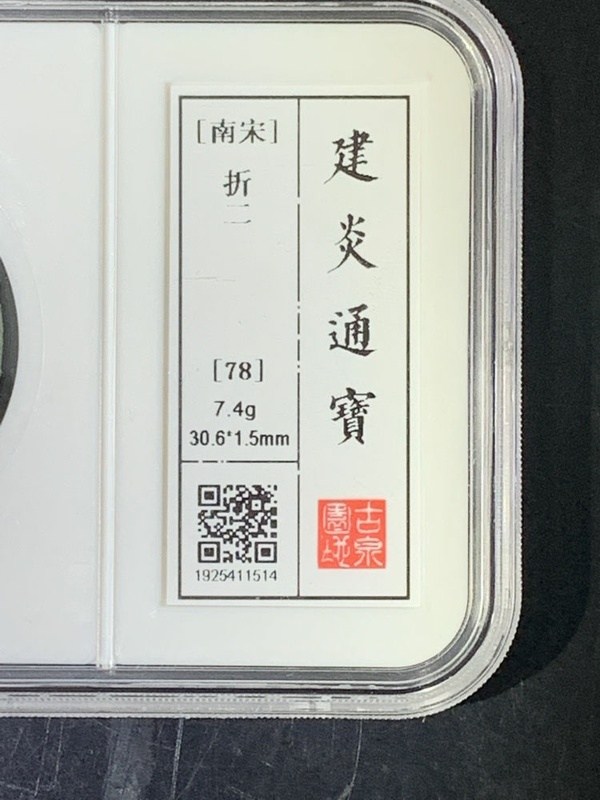 建炎通寶
古泉
園地
[南宋]
折二
[78]
7.4g
30.6*1.5mm
1925411514